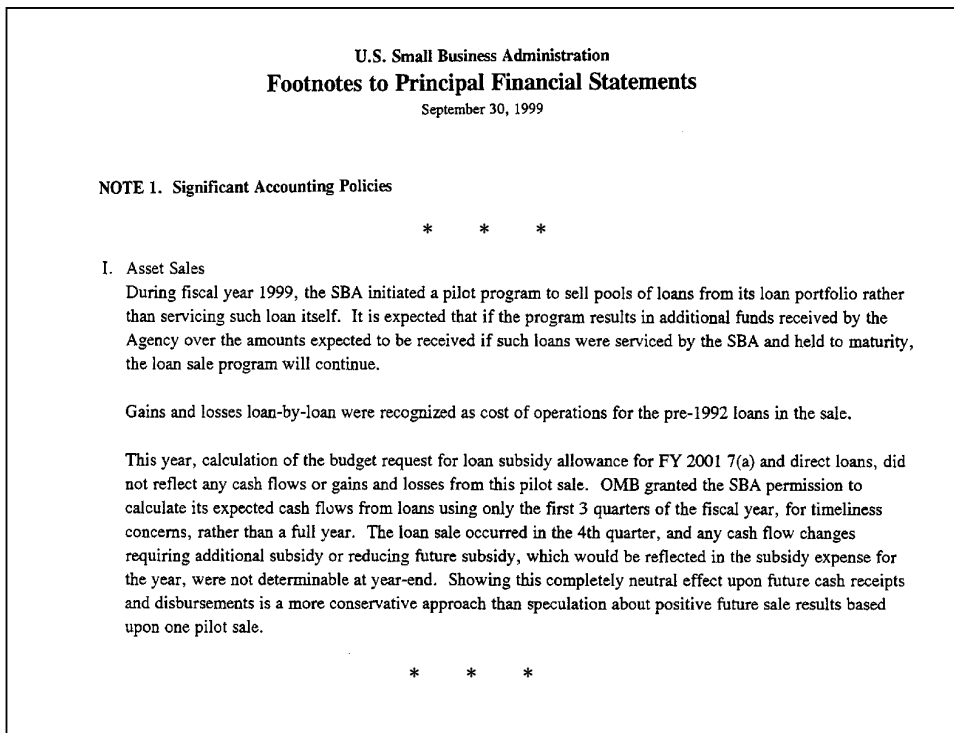 U.S. Small Business Administration
Footnotes to Principal Financial Statements
September 30, 1999
NOTE 1. Significant Accounting Policies
* * *
I. Asset Sales
During fiscal year 1999, the SBA initiated a pilot program to sell pools of loans from its loan portfolio rather
than servicing such loan itself. It is expected that if the program results in additional funds received by the
Agency over the amounts expected to be received if such loans were serviced by the SBA and held to maturity,
the loan sale program will continue.
Gains and losses loan-by-loan were recognized as cost of operations for the pre-1992 loans in the sale.
This year, calculation of the budget request for loan subsidy allowance for FY 2001 7(a) and direct loans, did
not reflect any cash flows or gains and losses from this pilot sale. OMB granted the SBA permission to
calculate its expected cash flows from loans using only the first 3 quarters of the fiscal year, for timeliness
concerns, rather than a full year. The loan sale occurred in the 4th quarter, and any cash flow changes
requiring additional subsidy or reducing future subsidy, which would be reflected in the subsidy expense for
the year, were not determinable at year-end. Showing this completely neutral effect upon future cash receipts
and disbursements is a more conservative approach than speculation about positive future sale results based
upon one pilot sale.
* * *